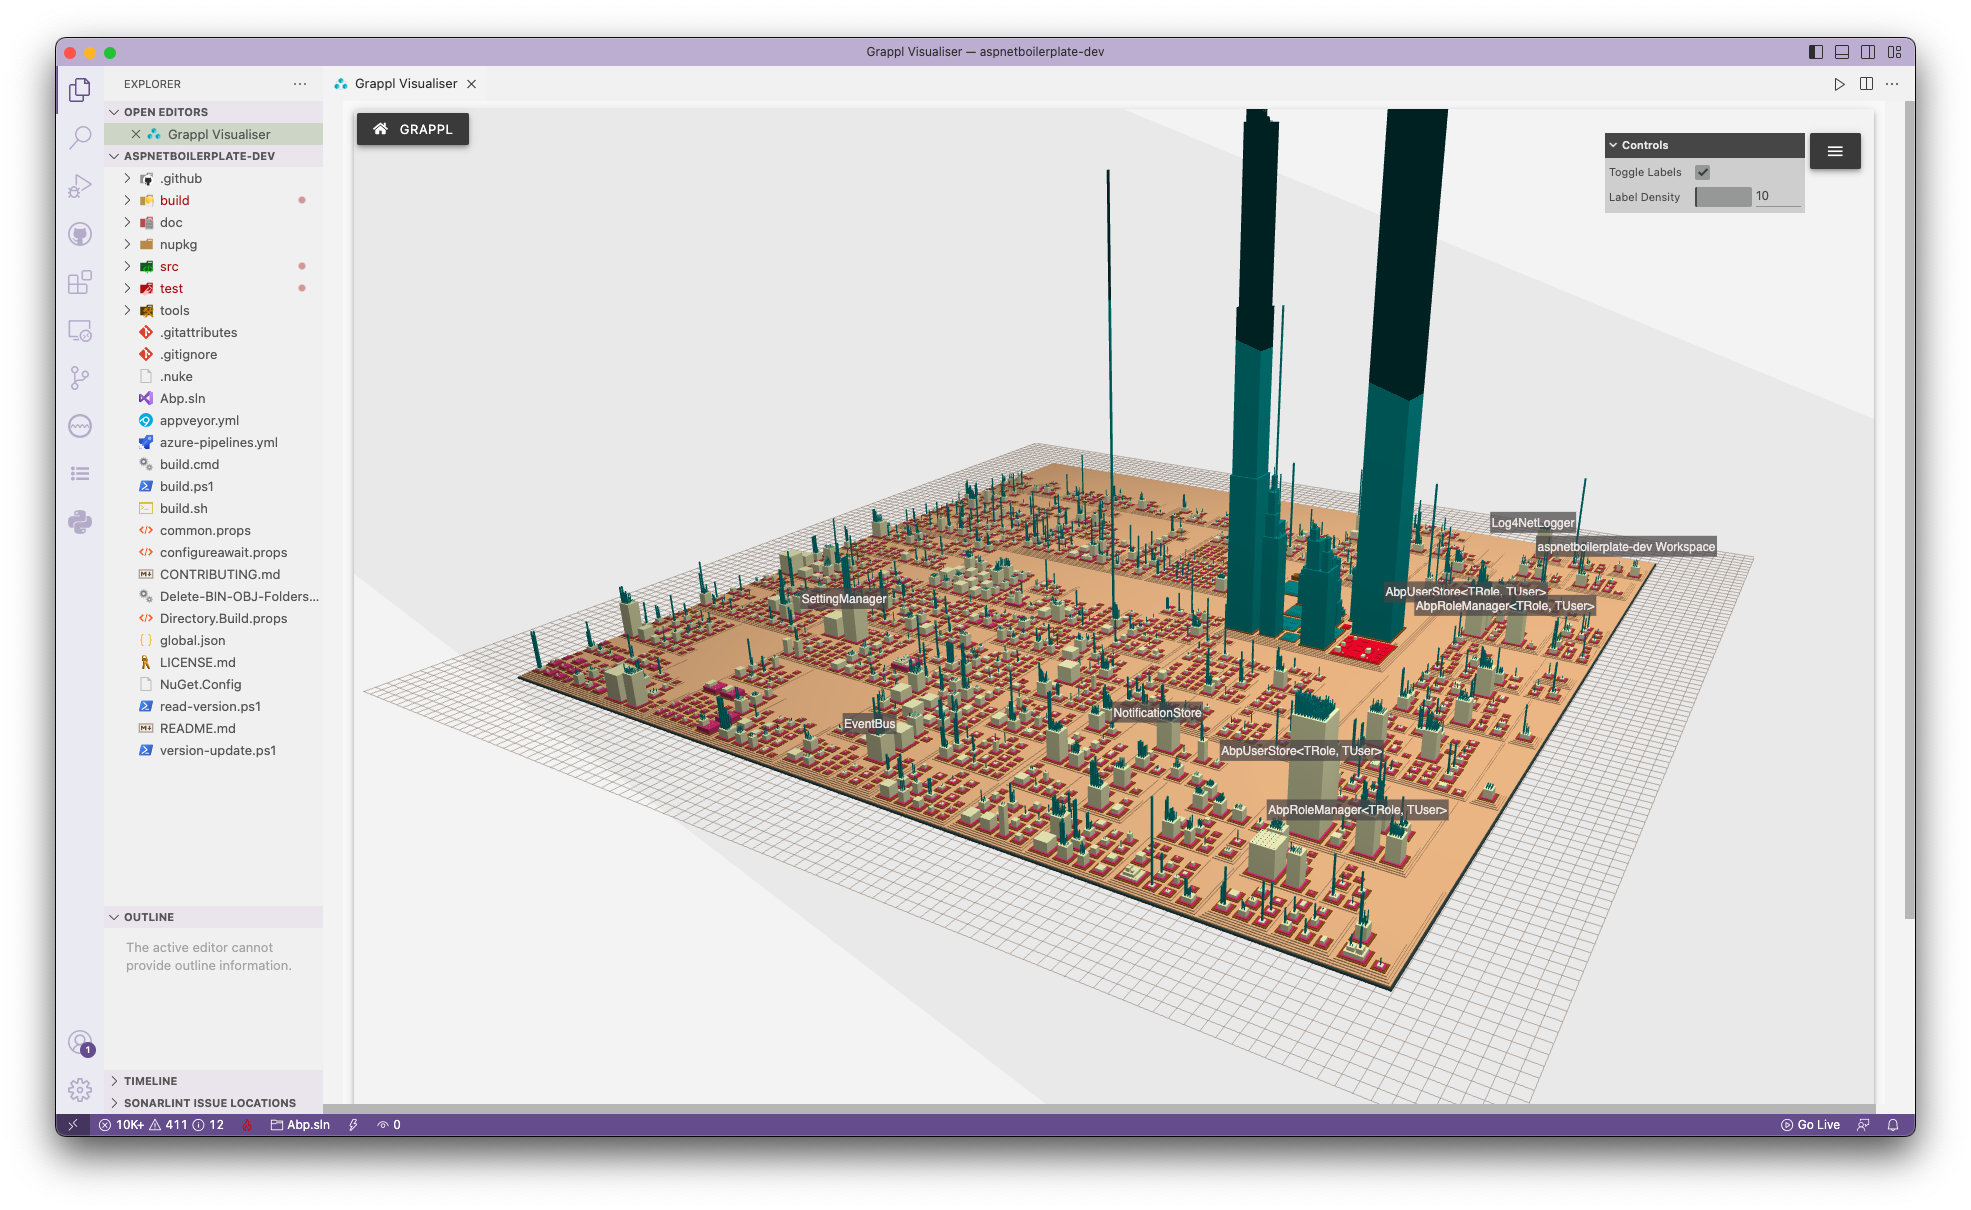 Grappl Visualiser — aspnetboilerplate-dev
EXPLORER
Grappl Visualiser
OPEN EDITORS
Grappl Visualiser
ASPNETBOILERPLATE-DEV
.github
build
doc
nupkg
src
test
tools
.gitattributes
.gitignore
.nuke
Abp.sln
appveyor.yml
azure-pipelines.yml
build.cmd
build.ps1
build.sh
common.props
configureawait.props
CONTRIBUTING.md
Delete-BIN-OBJ-Folders...
Directory.Build.props
global.json
LICENSE.md
NuGet.Config
read-version.ps1
README.md
version-update.ps1
OUTLINE
The active editor cannot
provide outline information.
1
TIMELINE
SONARLINT ISSUE LOCATIONS
GRAPPL
Controls
Toggle Labels
Label Density 10
Log4NetLogger
aspnetboilerplate-dev Workspace
AbpUserStore<TRole, TUser>
SettingManager
AbpRoleManager<TRole, TUser>
NotificationStore
EventBus
AbpUserStore<TRole, TUser>
AbpRoleManager<TRole, TUser>
10K+ 411 12 Abp.sln 0 Go Live